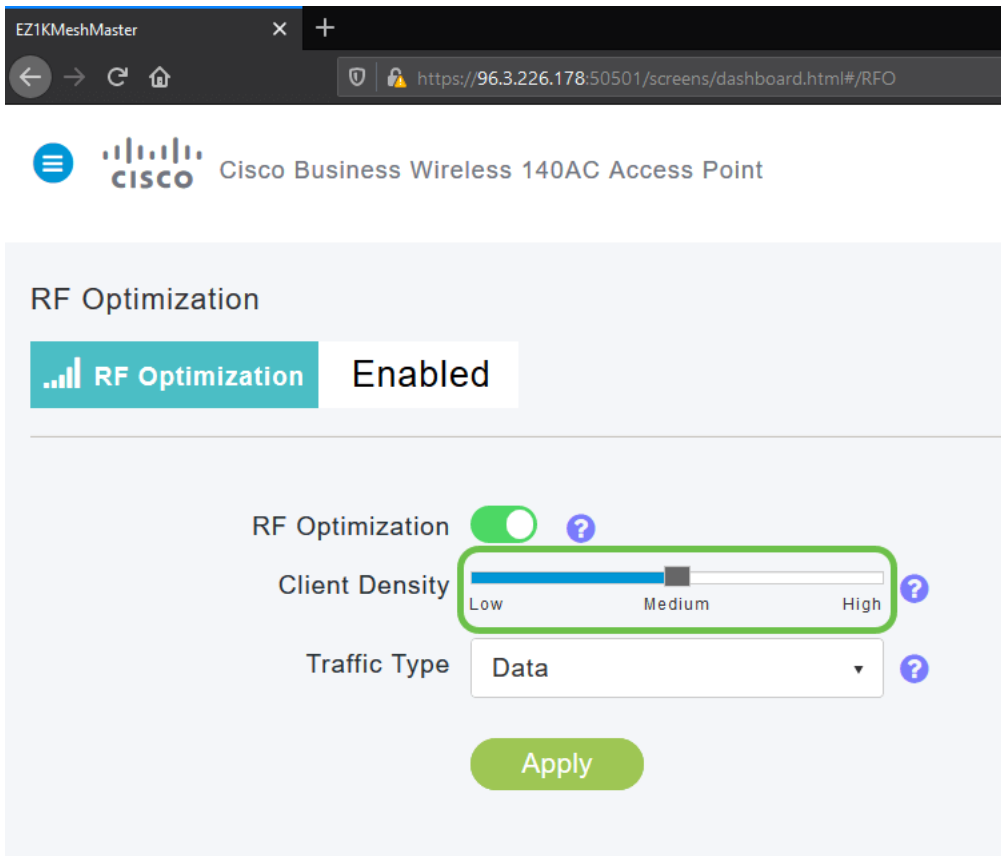 EZ1KMeshMaster
https://96.3.226.178:50501/screens/dashboard.html#/RFO
CISCO Cisco Business Wireless 140AC Access Point
RF Optimization
RF Optimization Enabled
RF Optimization ?
Client Density ?
Low Medium High
Traffic Type Data ?
Apply